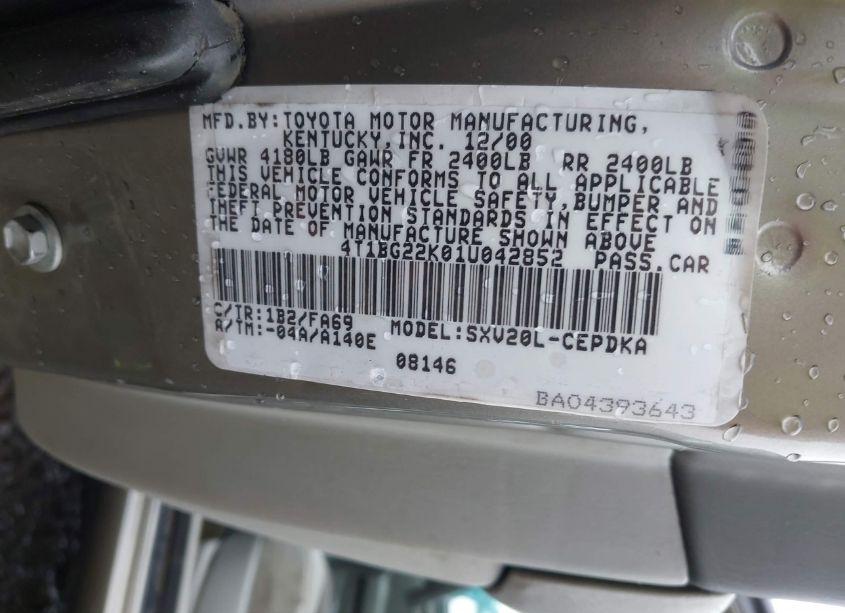 MFD.BY:TOYOTA MOTOR MANUFACTURING,
KENTUCKY,INC. 12/00
GVWR 4180LB GAWR FR 2400LB RR 2400LB
THIS VEHICLE CONFORMS TO ALL APPLICABLE
FEDERAL MOTOR VEHICLE SAFETY,BUMPER AND
THEFT PREVENTION STANDARDS IN EFFECT ON
THE DATE OF MANUFACTURE SHOWN ABOVE
4T1BG22K01U042852 PASS.CAR
C/TR:1B2/FA69
A/TM:-04A/A140E MODEL:SXV20L-CEPDKA
08146
BA04393643